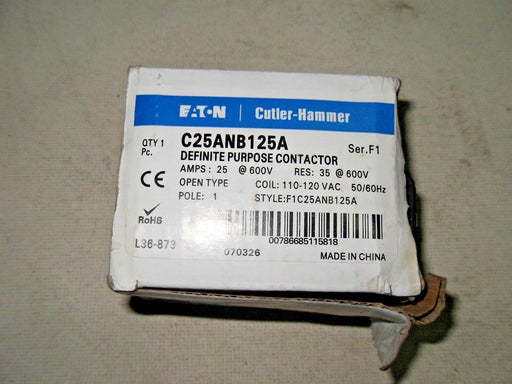 EATON | Cutler-Hammer
QTY 1 Pc.
C25ANB125A
Ser.F1
DEFINITE PURPOSE CONTACTOR
AMPS: 25 @ 600V RES: 35 @ 600V
OPEN TYPE COIL: 110-120 VAC 50/60Hz
POLE: 1 STYLE:F1C25ANB125A
CE
RoHS
L36-873
070326
00786685115818
MADE IN CHINA